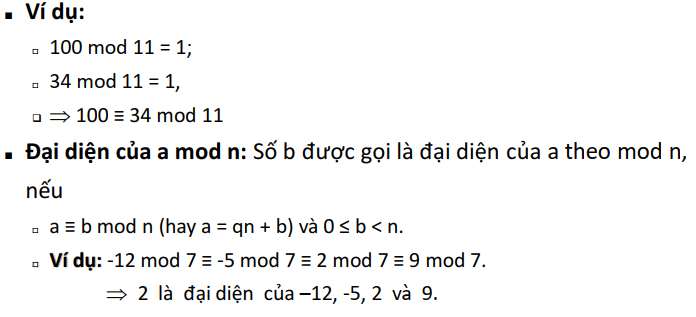 ▪ Ví dụ:
▫ 100 mod 11 = 1;
▫ 34 mod 11 = 1,
❑ ⇒ 100 ≡ 34 mod 11
▪ Đại diện của a mod n: Số b được gọi là đại diện của a theo mod n,
nếu
▫ a ≡ b mod n (hay a = qn + b) và 0 ≤ b < n.
▫ Ví dụ: -12 mod 7 ≡ -5 mod 7 ≡ 2 mod 7 ≡ 9 mod 7.
⇒ 2 là đại diện của –12, -5, 2 và 9.